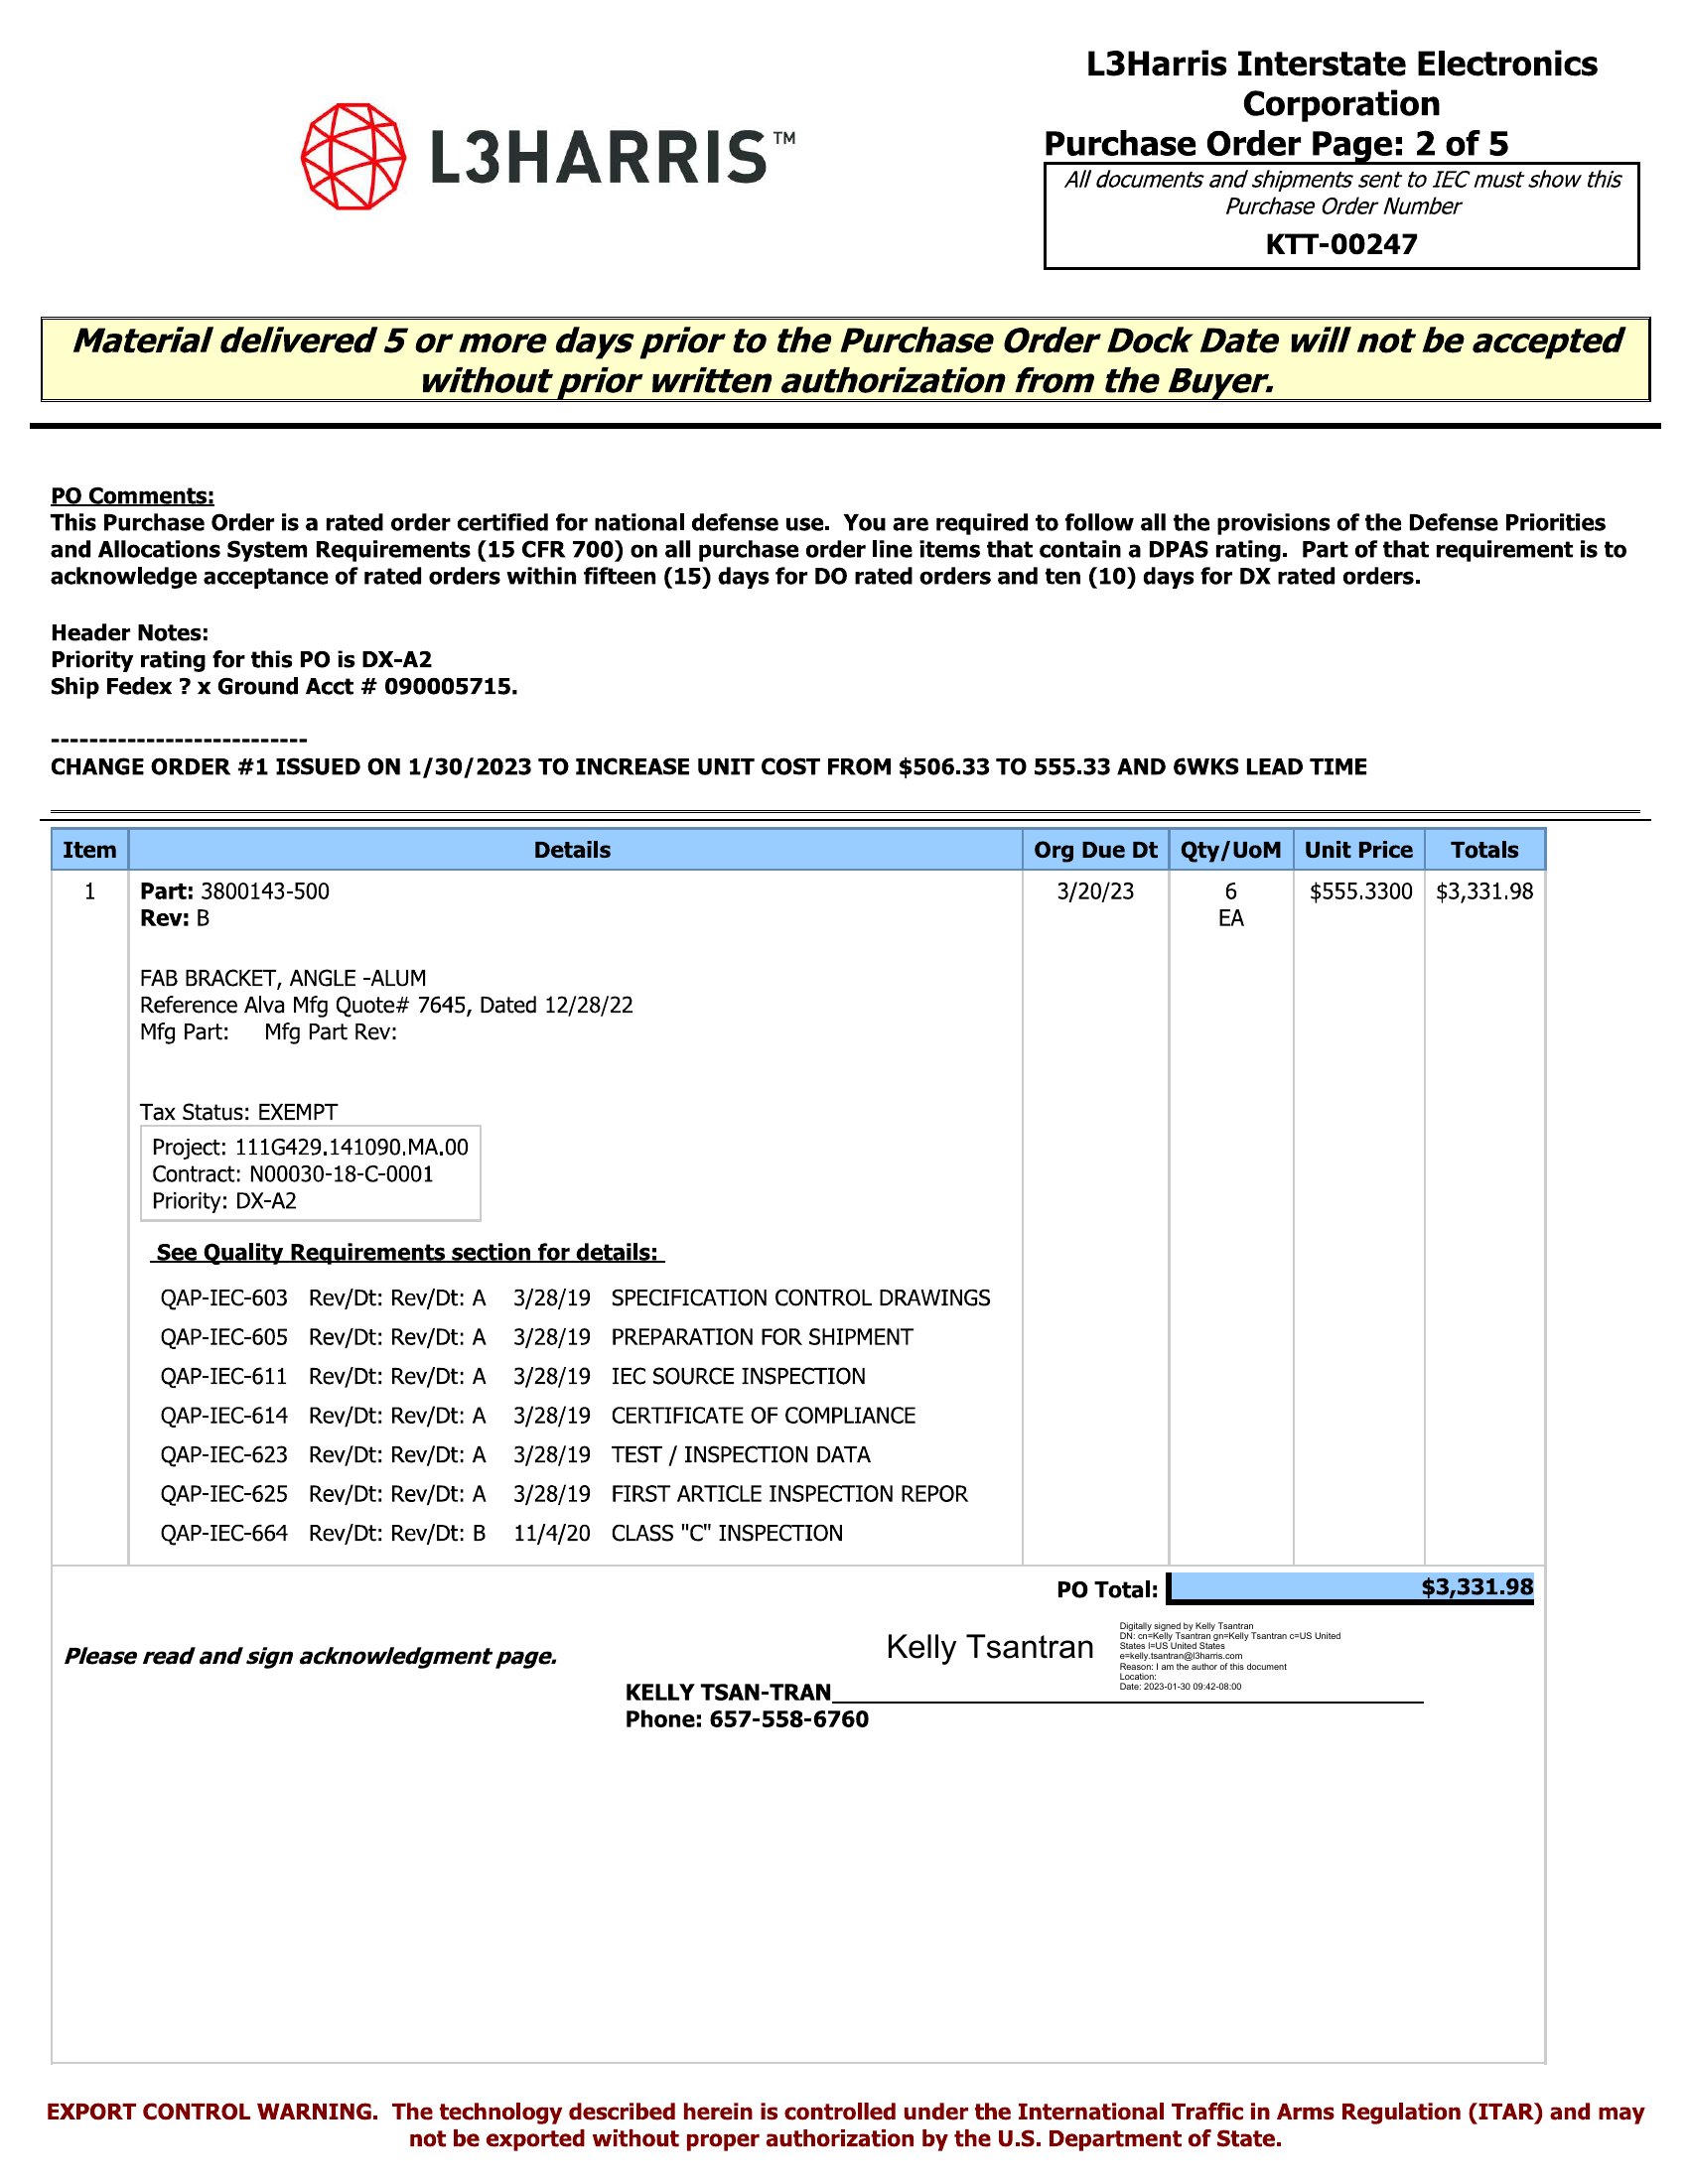 L3Harris Interstate Electronics
Corporation
Purchase Order Page: 2 of 5
L3HARRIS™
All documents and shipments sent to IEC must show this
Purchase Order Number
KTT-00247
Material delivered 5 or more days prior to the Purchase Order Dock Date will not be accepted
without prior written authorization from the Buyer.
PO Comments:
This Purchase Order is a rated order certified for national defense use.  You are required to follow all the provisions of the Defense Priorities
and Allocations System Requirements (15 CFR 700) on all purchase order line items that contain a DPAS rating.  Part of that requirement is to
acknowledge acceptance of rated orders within fifteen (15) days for DO rated orders and ten (10) days for DX rated orders.
Header Notes:
Priority rating for this PO is DX-A2
Ship Fedex ? x Ground Acct # 090005715.
--------------------------
CHANGE ORDER #1 ISSUED ON 1/30/2023 TO INCREASE UNIT COST FROM $506.33 TO 555.33 AND 6WKS LEAD TIME
Item Details Org Due Dt Qty/UoM Unit Price Totals
1 Part: 3800143-500 3/20/23 6 $555.3300 $3,331.98
Rev: B EA
FAB BRACKET, ANGLE -ALUM
Reference Alva Mfg Quote# 7645, Dated 12/28/22
Mfg Part: Mfg Part Rev:
Tax Status: EXEMPT
Project: 111G429.141090.MA.00
Contract: N00030-18-C-0001
Priority: DX-A2
See Quality Requirements section for details:
QAP-IEC-603 Rev/Dt: Rev/Dt: A 3/28/19 SPECIFICATION CONTROL DRAWINGS
QAP-IEC-605 Rev/Dt: Rev/Dt: A 3/28/19 PREPARATION FOR SHIPMENT
QAP-IEC-611 Rev/Dt: Rev/Dt: A 3/28/19 IEC SOURCE INSPECTION
QAP-IEC-614 Rev/Dt: Rev/Dt: A 3/28/19 CERTIFICATE OF COMPLIANCE
QAP-IEC-623 Rev/Dt: Rev/Dt: A 3/28/19 TEST / INSPECTION DATA
QAP-IEC-625 Rev/Dt: Rev/Dt: A 3/28/19 FIRST ARTICLE INSPECTION REPOR
QAP-IEC-664 Rev/Dt: Rev/Dt: B 11/4/20 CLASS "C" INSPECTION
PO Total: $3,331.98
Please read and sign acknowledgment page.
Kelly Tsantran
Digitally signed by Kelly Tsantran
DN: cn=Kelly Tsantran gn=Kelly Tsantran c=US United
States l=US United States
e=kelly.tsantran@l3harris.com
Reason: I am the author of this document
Location:
Date: 2023-01-30 09:42-08:00
KELLY TSAN-TRAN
Phone: 657-558-6760
EXPORT CONTROL WARNING.  The technology described herein is controlled under the International Traffic in Arms Regulation (ITAR) and may
not be exported without proper authorization by the U.S. Department of State.